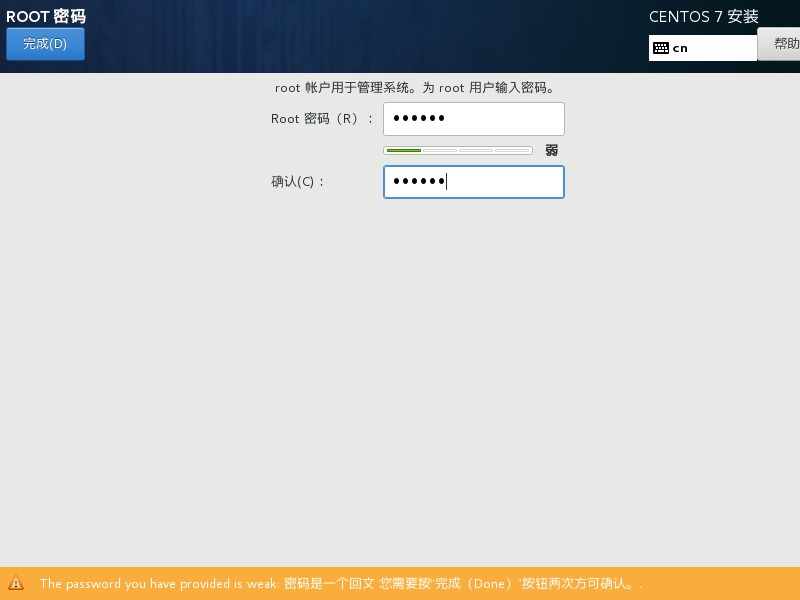 ROOT 密码
CENTOS 7 安装
完成(D)
cn
帮助
root 帐户用于管理系统。为 root 用户输入密码。
Root 密码（R）：
••••••
弱
确认(C)：
••••••
The password you have provided is weak: 密码是一个回文 您需要按“完成（Done）”按钮两次方可确认。.